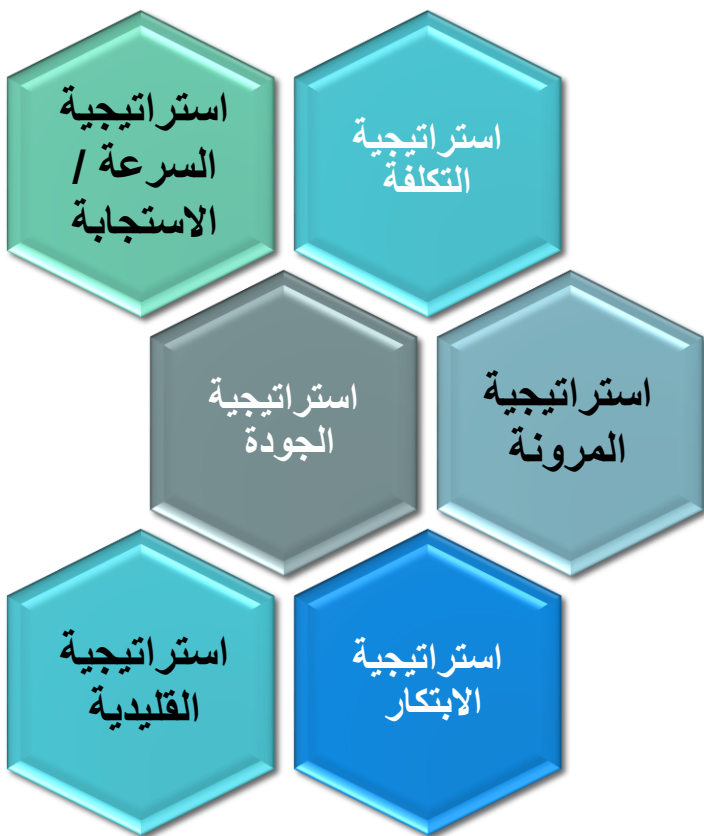 استراتيجية
التكلفة
استراتيجية
السرعة /
الاستجابة
استراتيجية
المرونة
استراتيجية
الجودة
استراتيجية
الابتكار
استراتيجية
القليدية